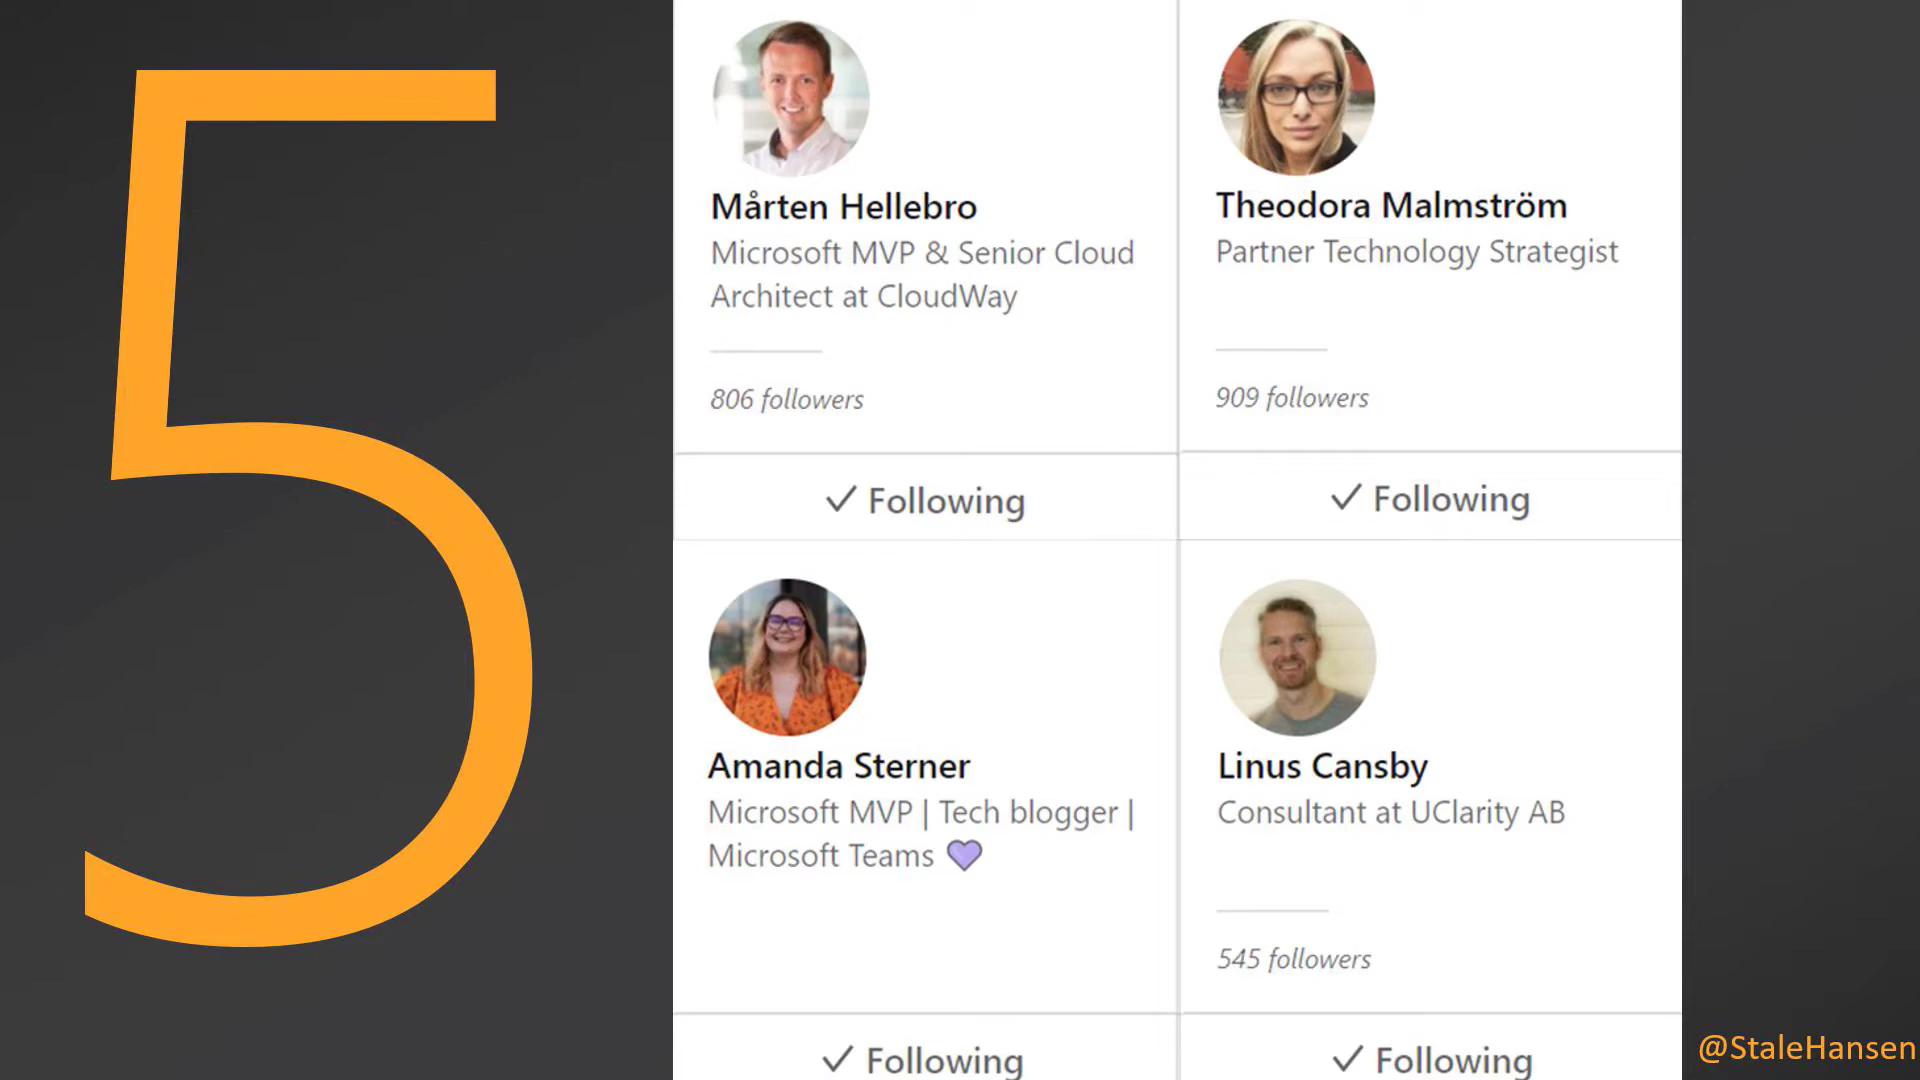 5
Mårten Hellebro
Microsoft MVP & Senior Cloud
Architect at CloudWay
806 followers
✓ Following
Theodora Malmström
Partner Technology Strategist
909 followers
✓ Following
Amanda Sterner
Microsoft MVP | Tech blogger |
Microsoft Teams 💜
✓ Following
Linus Cansby
Consultant at UClarity AB
545 followers
✓ Following
@StaleHansen